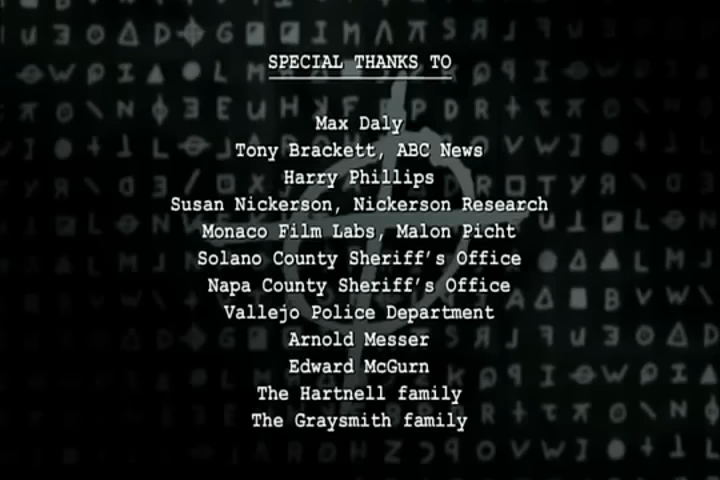 SPECIAL THANKS TO
Max Daly
Tony Brackett, ABC News
Harry Phillips
Susan Nickerson, Nickerson Research
Monaco Film Labs, Malon Picht
Solano County Sheriff's Office
Napa County Sheriff's Office
Vallejo Police Department
Arnold Messer
Edward McGurn
The Hartnell family
The Graysmith family